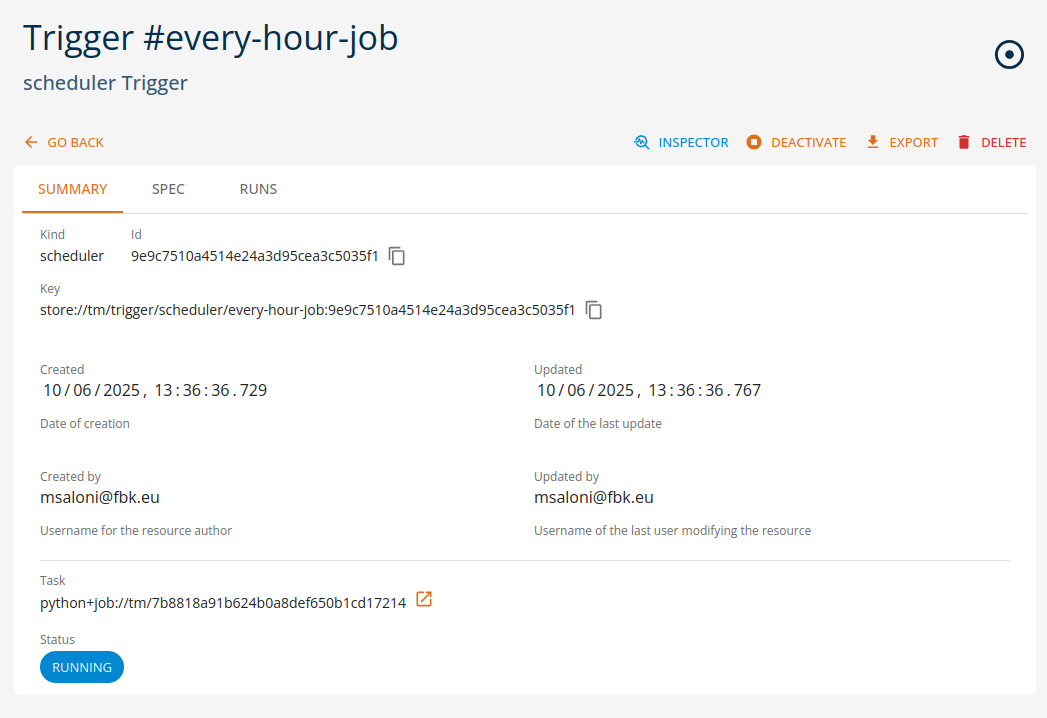 Trigger #every-hour-job
scheduler Trigger
GO BACK
INSPECTOR
DEACTIVATE
EXPORT
DELETE
SUMMARY
SPEC
RUNS
Kind
Id
scheduler
9e9c7510a4514e24a3d95cea3c5035f1
Key
store://tm/trigger/scheduler/every-hour-job:9e9c7510a4514e24a3d95cea3c5035f1
Created
Updated
10/06/2025, 13:36:36.729
10/06/2025, 13:36:36.767
Date of creation
Date of the last update
Created by
Updated by
msaloni@fbk.eu
msaloni@fbk.eu
Username for the resource author
Username of the last user modifying the resource
Task
python+job://tm/7b8818a91b624b0a8def650b1cd17214
Status
RUNNING